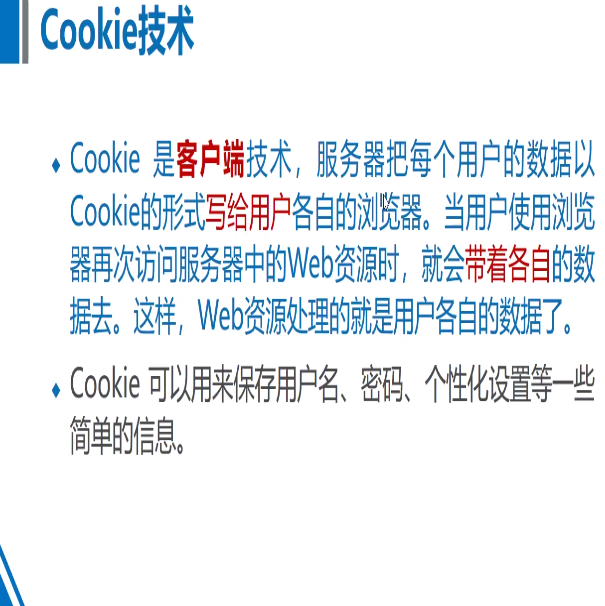 Cookie技术
Cookie 是客户端技术，服务器把每个用户的数据以
Cookie的形式写给用户各自的浏览器。当用户使用浏览
器再次访问服务器中的Web资源时，就会带着各自的数
据去。这样，Web资源处理的就是用户各自的数据了。
Cookie 可以用来保存用户名、密码、个性化设置等一些
简单的信息。